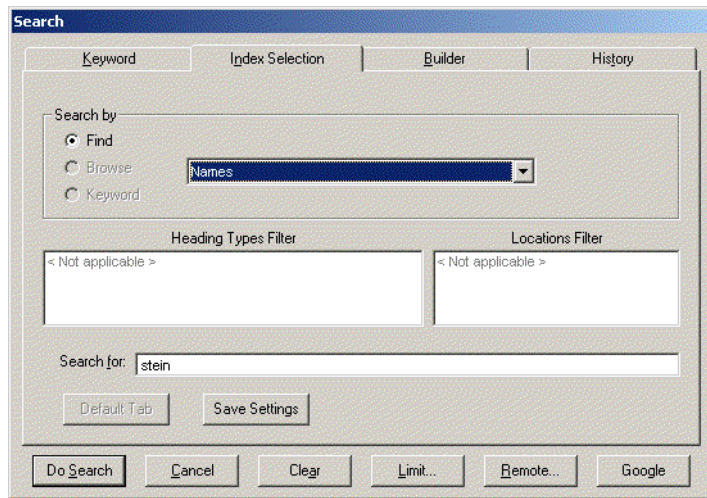 Search
Keyword Index Selection Builder History
Search by
Find
Browse
Names
Keyword
Heading Types Filter Locations Filter
< Not applicable > < Not applicable >
Search for: stein
Default Tab Save Settings
Do Search Cancel Clear Limit... Remote... Google